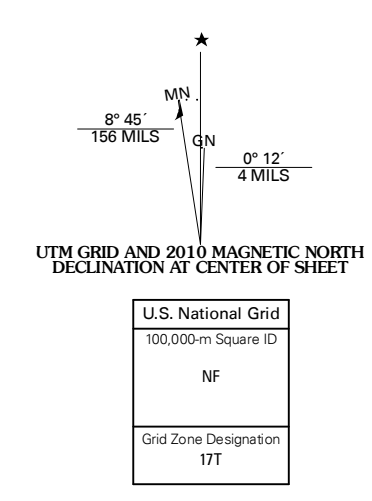 ★
MN
8° 45´
156 MILS
GN
0° 12´
4 MILS
UTM GRID AND 2010 MAGNETIC NORTH
DECLINATION AT CENTER OF SHEET
U.S. National Grid
100,000-m Square ID
NF
Grid Zone Designation
17T